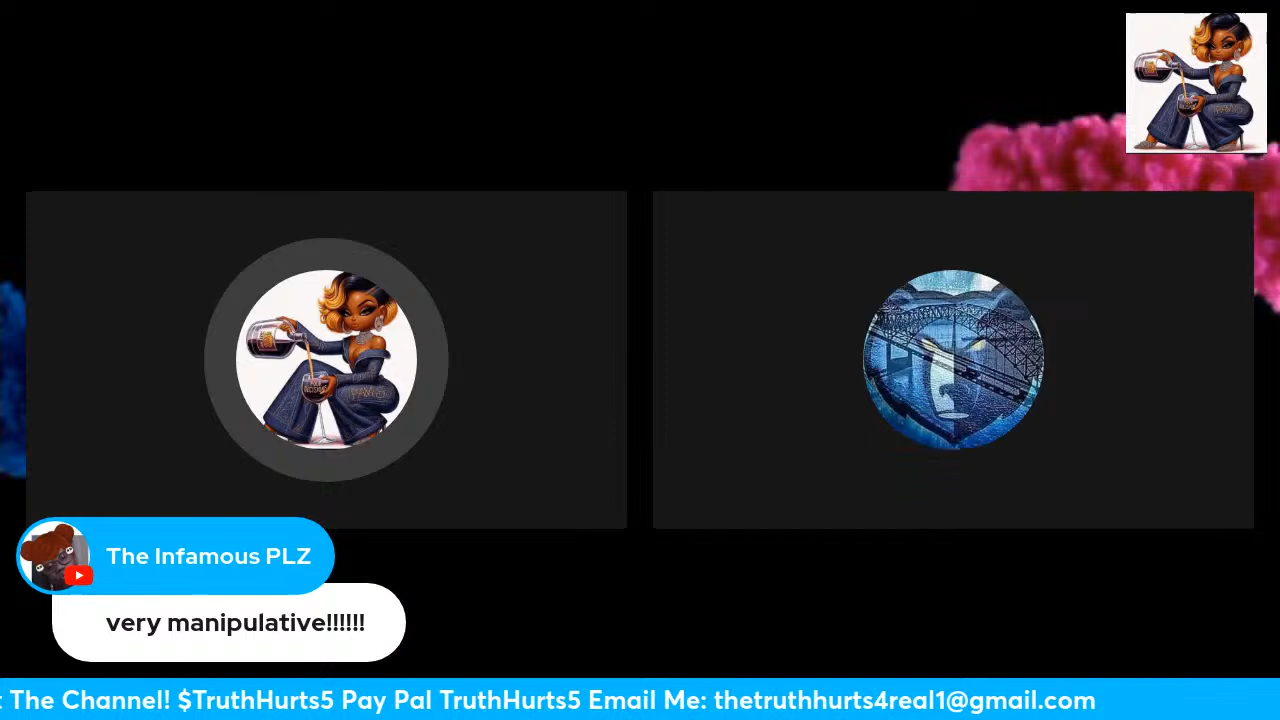 The Infamous PLZ
very manipulative!!!!!!
t The Channel! $TruthHurts5 Pay Pal TruthHurts5 Email Me: thetruthhurts4real1@gmail.com